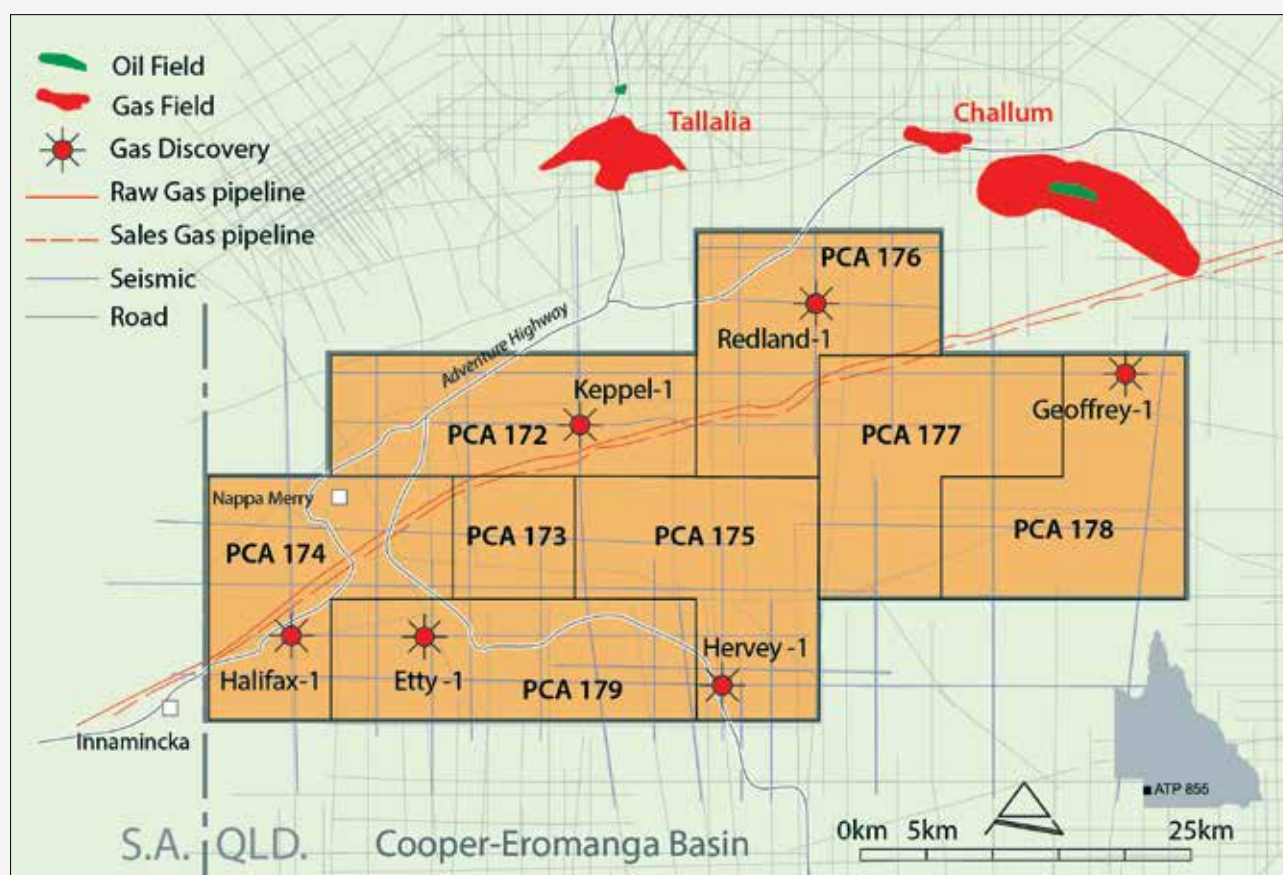 Oil Field
Gas Field
Gas Discovery
Raw Gas pipeline
Sales Gas pipeline
Seismic
Road
Tallalia
Challum
PCA 176
Redland-1
Adventure Highway
Keppel-1
Geoffrey-1
PCA 172
PCA 177
Nappa Merry
PCA 174
PCA 173
PCA 175
PCA 178
Hervey -1
Halifax-1
Etty -1
PCA 179
Innamincka
ATP 855
S.A.
QLD.
Cooper-Eromanga Basin
0km 5km 25km